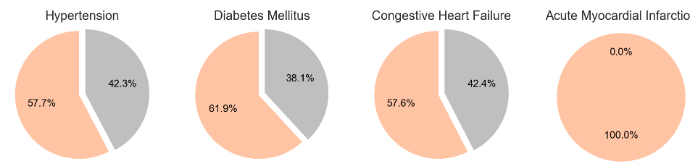 Hypertension
Diabetes Mellitus
Congestive Heart Failure
Acute Myocardial Infarctio
57.7%
42.3%
61.9%
38.1%
57.6%
42.4%
0.0%
100.0%